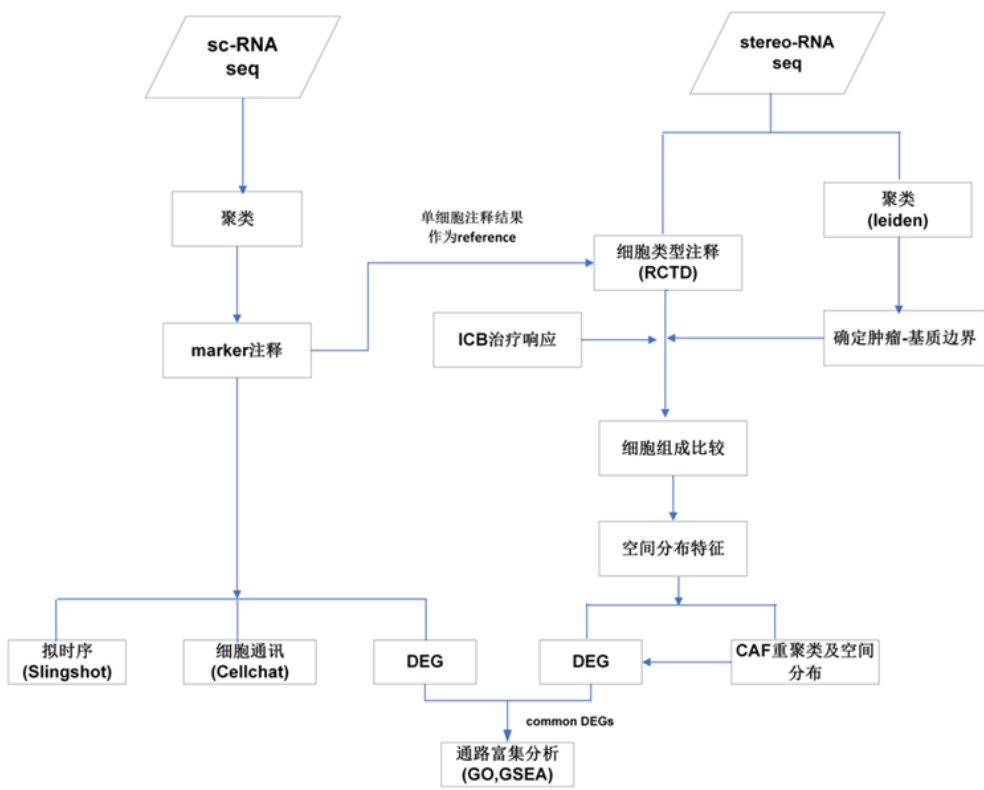 sc-RNA
seq
stereo-RNA
seq
聚类
单细胞注释结果
作为reference
聚类
(leiden)
细胞类型注释
(RCTD)
marker注释
ICB治疗响应
确定肿瘤-基质边界
细胞组成比较
空间分布特征
拟时序
(Slingshot)
细胞通讯
(Cellchat)
DEG
DEG
CAF重聚类及空间
分布
common DEGs
通路富集分析
(GO,GSEA)